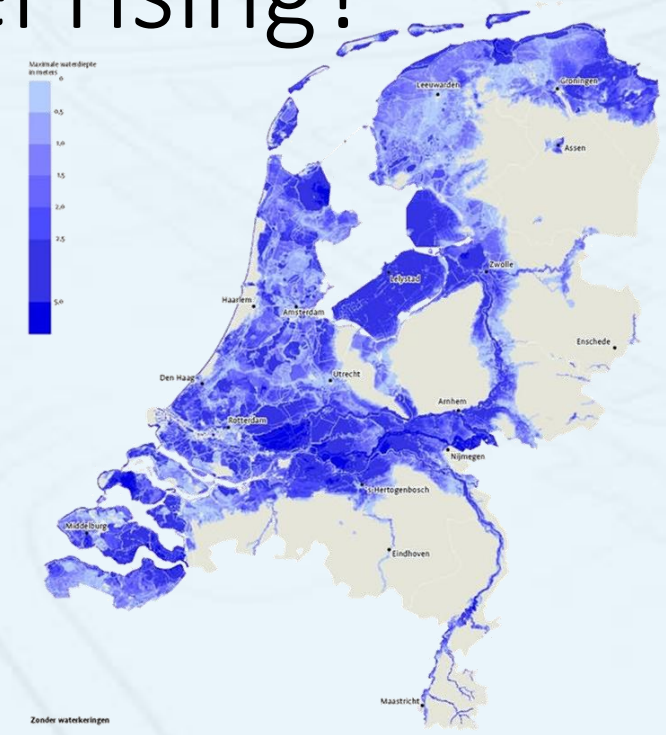 rising?
Maximale waterdiepte
in meters
0
0,5
1,0
1,5
2,0
2,5
5,0
Leeuwarden
Groningen
Assen
Zwolle
Lelystad
Haarlem
Amsterdam
Enschede
Den Haag
Utrecht
Arnhem
Rotterdam
Nijmegen
's Hertogenbosch
Middelburg
Eindhoven
Maastricht
Zonder waterkeringen